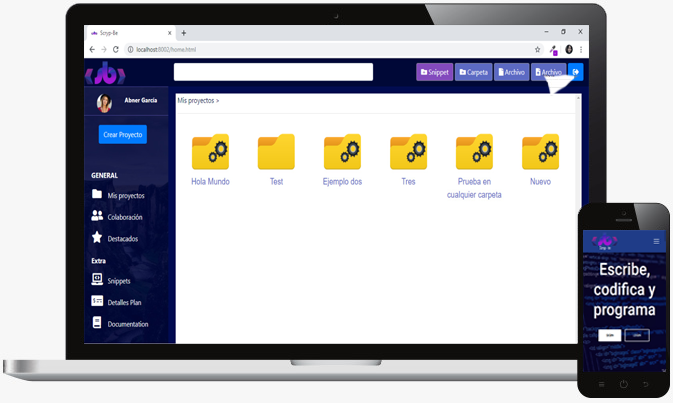 Scryp-Be
localhost:8002/home.html
Snippet
Carpeta
Archivo
Archivo
Abner García
Crear Proyecto
GENERAL
Mis proyectos
Colaboración
Destacados
Extra
Snippets
Detalles Plan
Documentation
Mis proyectos >
Hola Mundo
Test
Ejemplo dos
Tres
Prueba en
cualquier carpeta
Nuevo
Escribe,
codifica y
programa